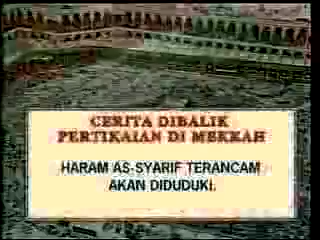 CERITA DIBALIK
PERTIKAIAN DI MEKKAH
HARAM AS-SYARIF TERANCAM
AKAN DIDUDUKI.